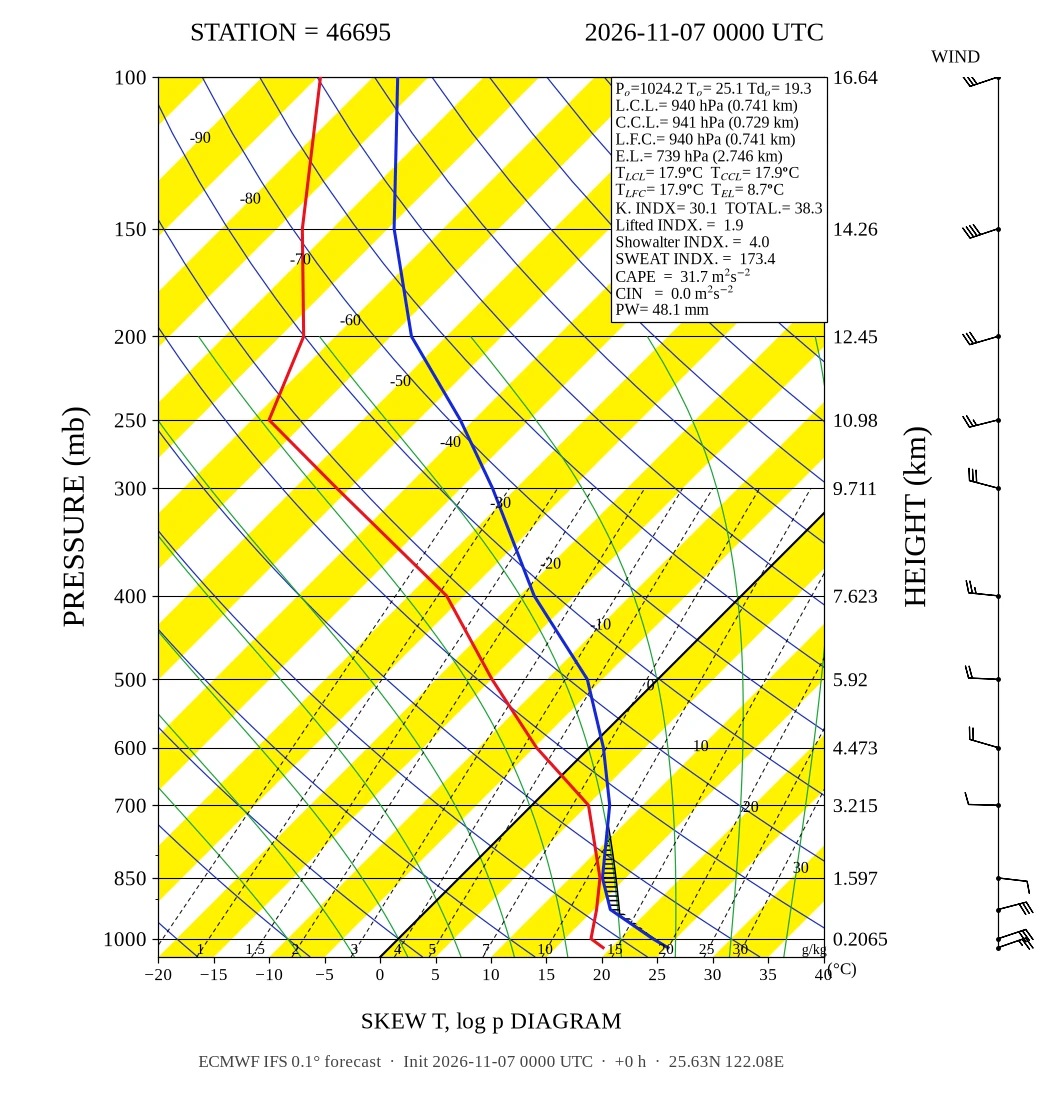 STATION = 46695
2026-11-07 0000 UTC
WIND
Pₒ=1024.2 Tₒ= 25.1 Tdₒ= 19.3
L.C.L.= 940 hPa (0.741 km)
C.C.L.= 941 hPa (0.729 km)
L.F.C.= 940 hPa (0.741 km)
E.L.= 739 hPa (2.746 km)
T_LCL= 17.9°C T_CCL= 17.9°C
T_LFC= 17.9°C T_EL= 8.7°C
K. INDX= 30.1 TOTAL.= 38.3
Lifted INDX. = 1.9
Showalter INDX. = 4.0
SWEAT INDX. = 173.4
CAPE = 31.7 m²s⁻²
CIN = 0.0 m²s⁻²
PW= 48.1 mm
PRESSURE (mb)
100
150
200
250
300
400
500
600
700
850
1000
16.64
14.26
12.45
10.98
9.711
7.623
5.92
4.473
3.215
1.597
0.2065
HEIGHT (km)
-90
-80
-70
-60
-50
-40
-30
-20
-10
0
10
20
30
1 1.5 2 3 4 5 7 10 15 20 25 30 g/kg
−20 −15 −10 −5 0 5 10 15 20 25 30 35 40 (°C)
SKEW T, log p DIAGRAM
ECMWF IFS 0.1° forecast · Init 2026-11-07 0000 UTC · +0 h · 25.63N 122.08E